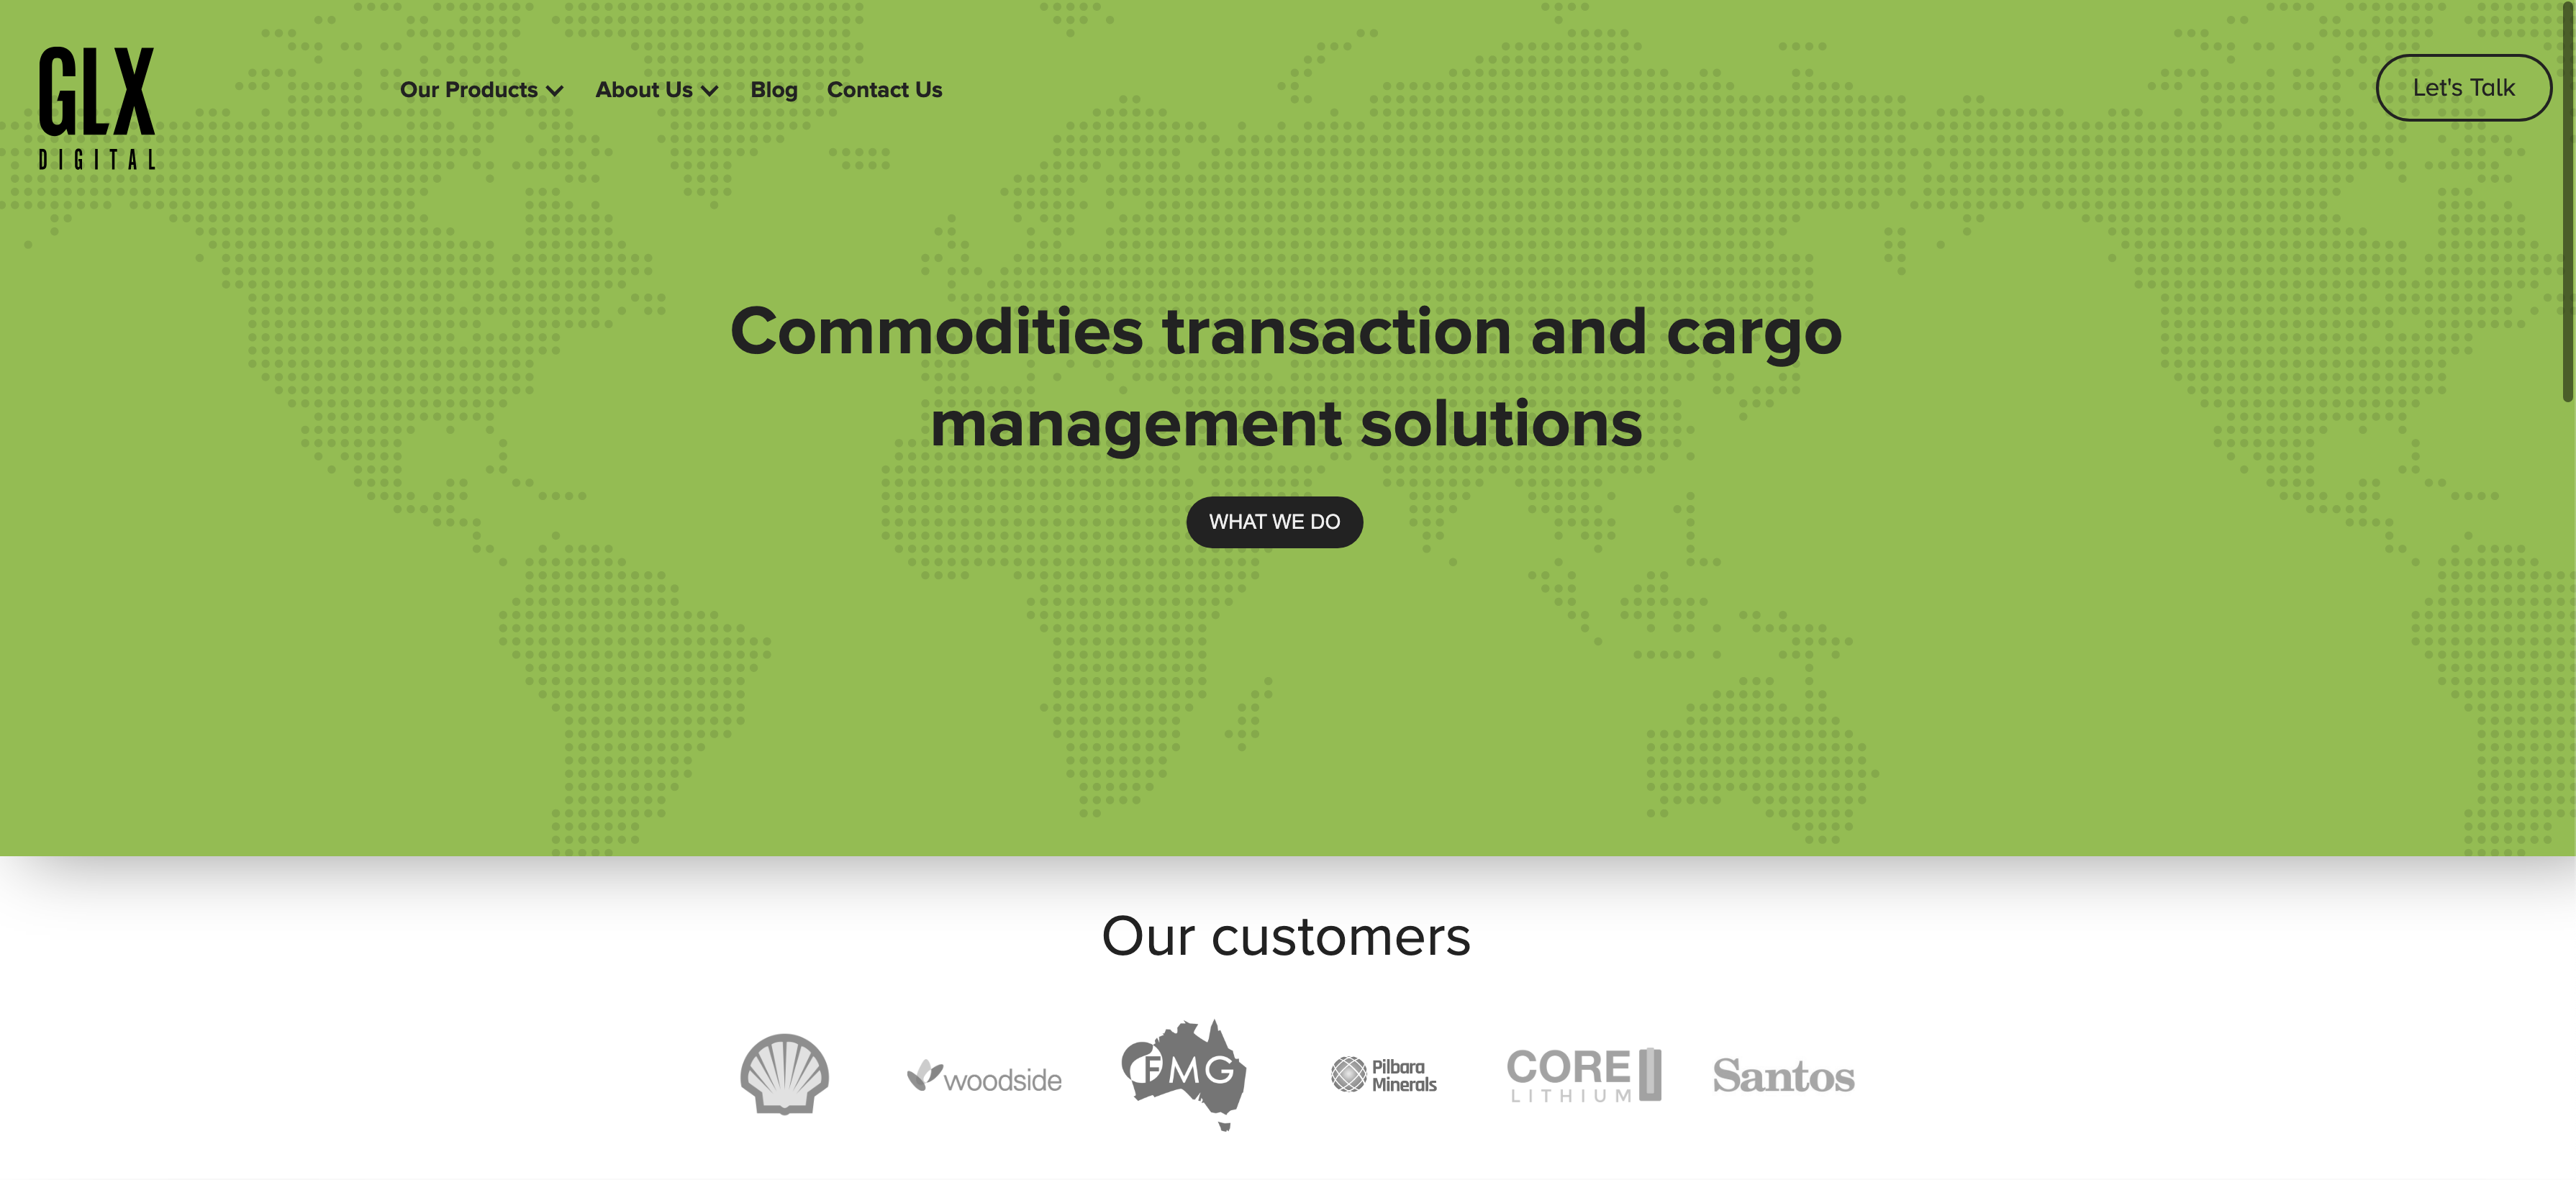 GLX
DIGITAL
Our Products
About Us
Blog
Contact Us
Let's Talk
Commodities transaction and cargo
management solutions
WHAT WE DO
Our customers
woodside
FMG
Pilbara
Minerals
CORE
LITHIUM
Santos